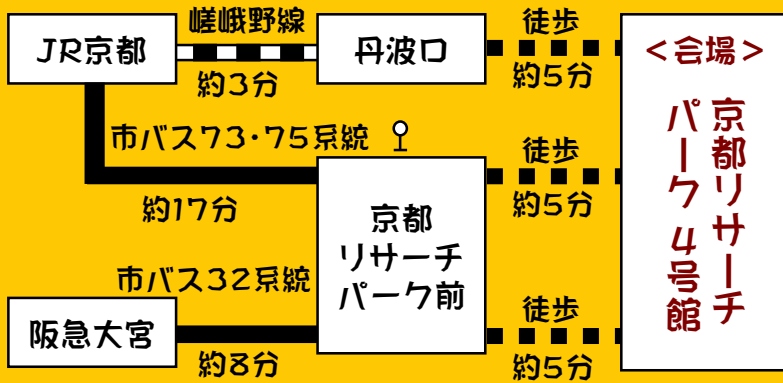 嵯峨野線
JR京都
約3分
丹波口
徒歩
約5分
市バス73・75系統
約17分
京都
リサーチ
パーク前
徒歩
約5分
市バス32系統
阪急大宮
約8分
徒歩
約5分
＜会場＞
京都リサーチ
パーク 4号館